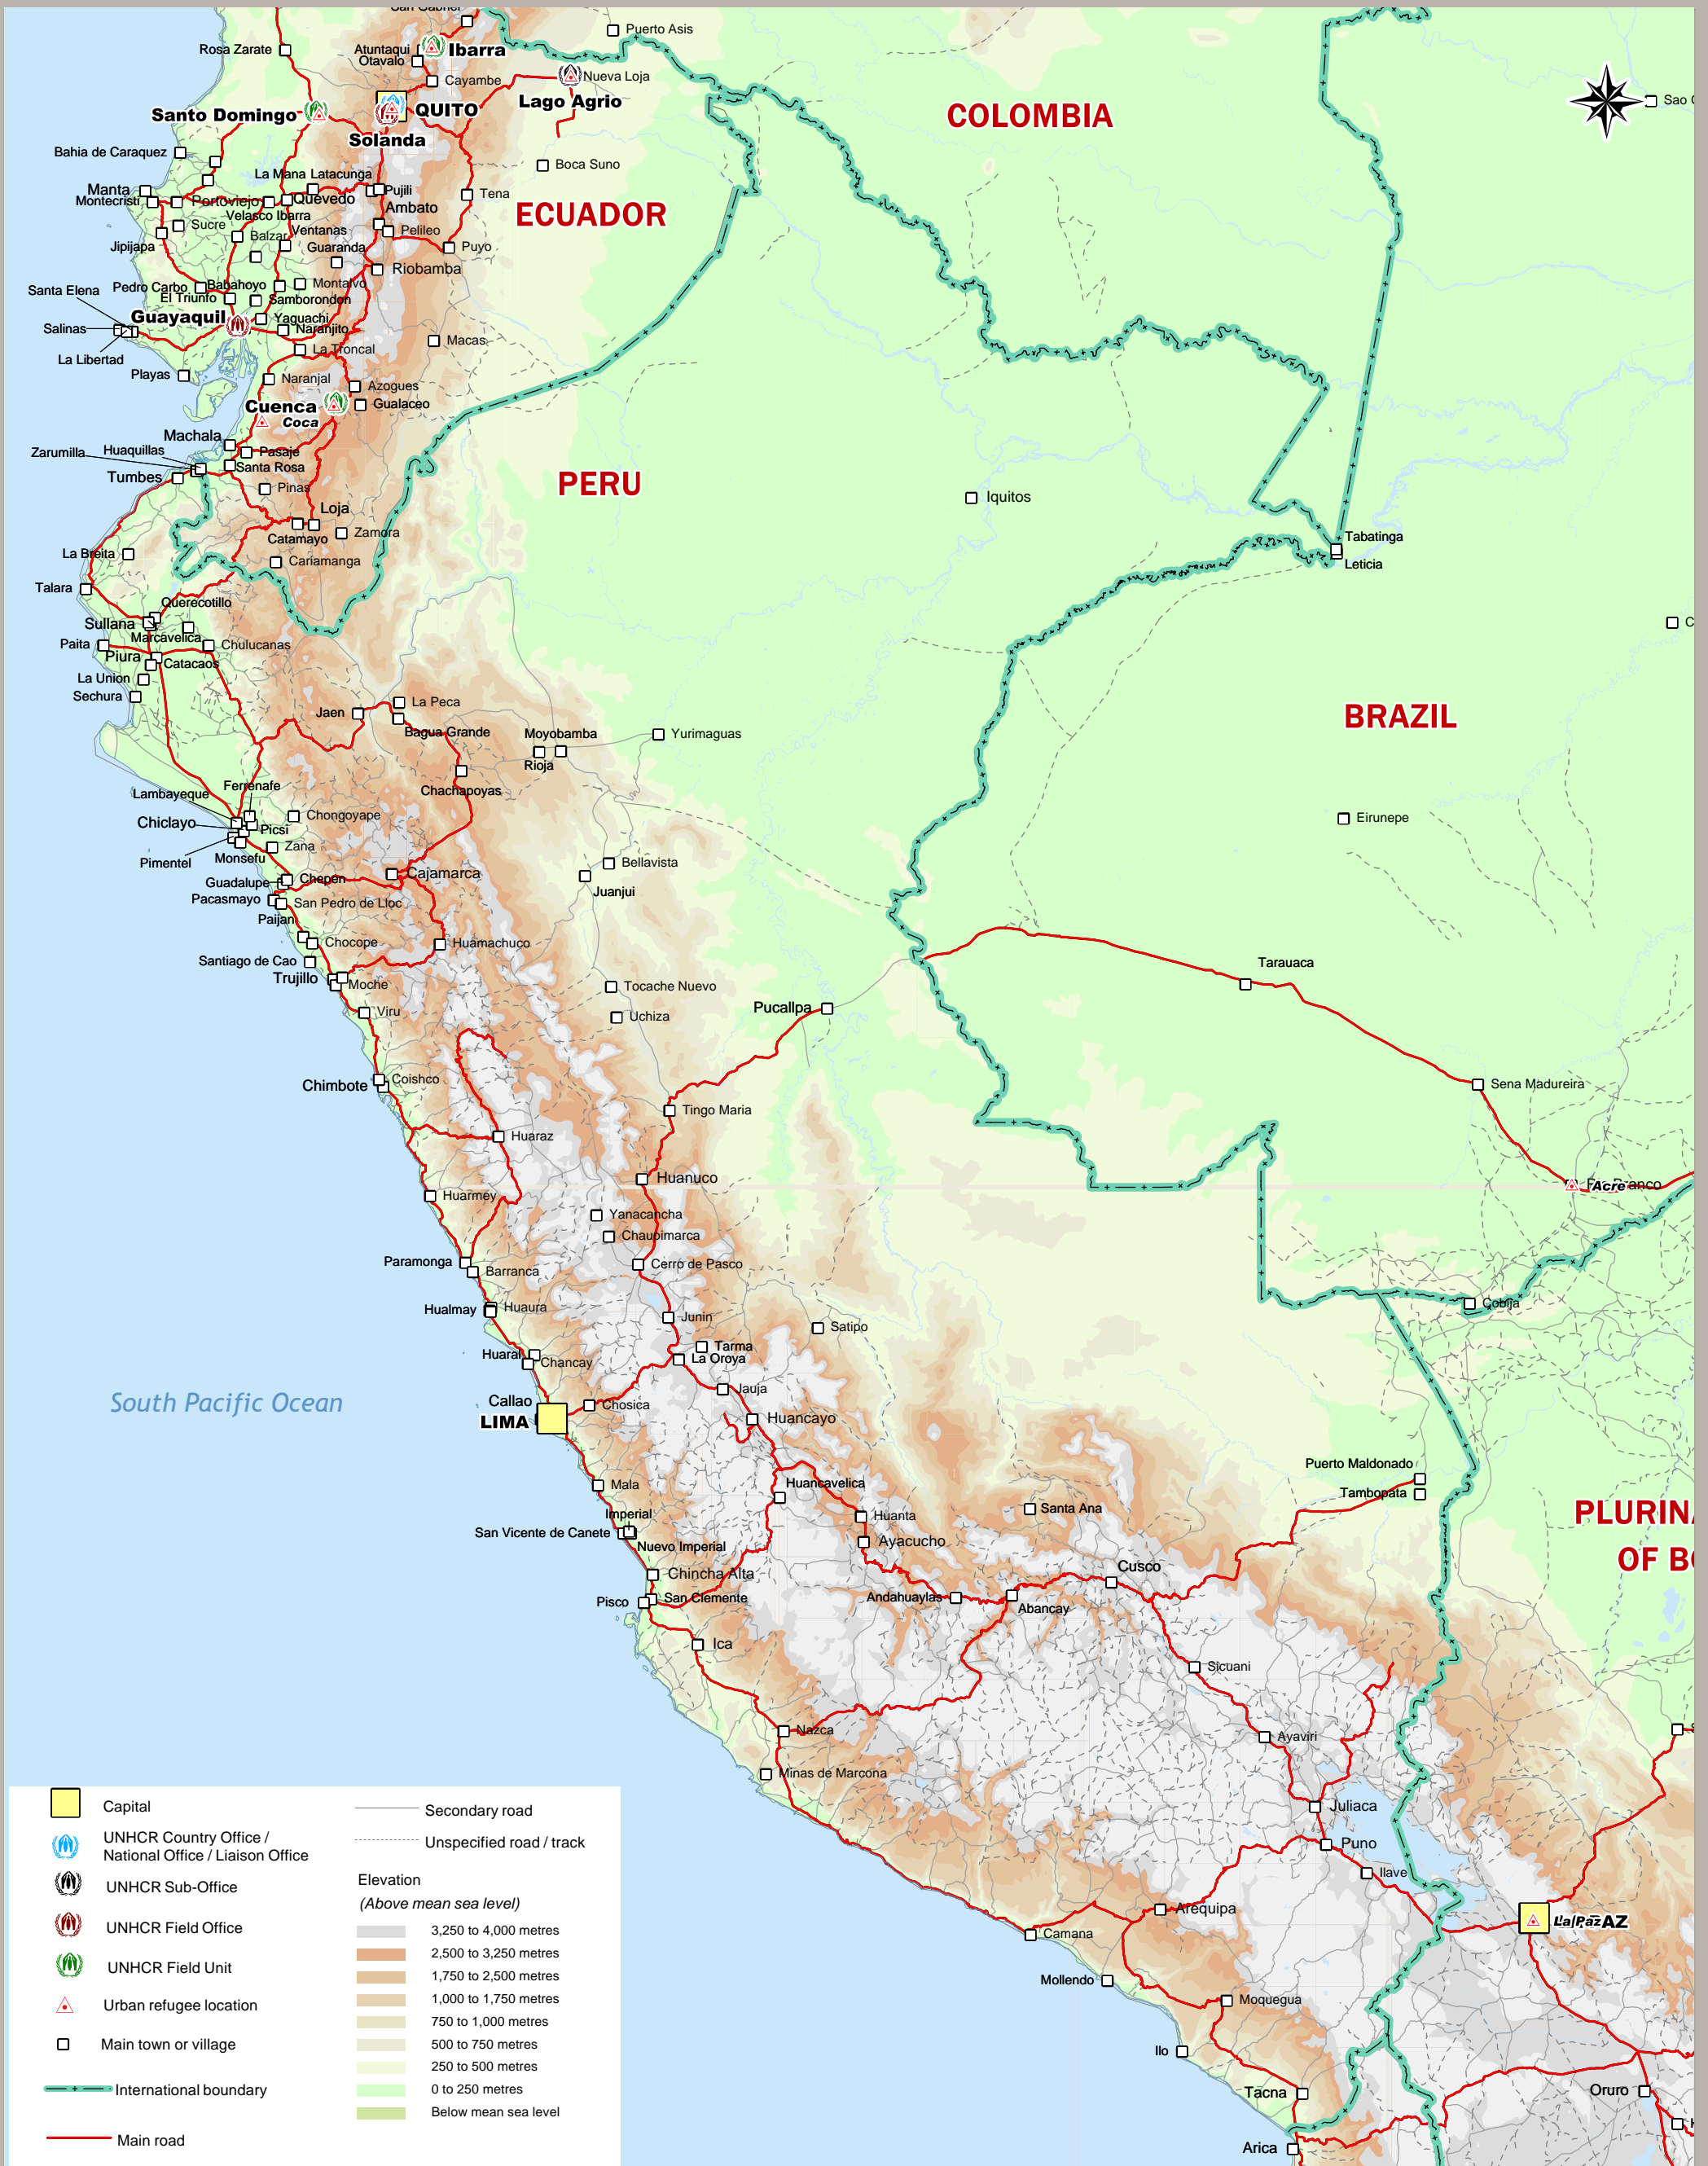 San Gabriel
Puerto Asis
Rosa Zarate
Atuntaqui
Ibarra
Otavalo
Cayambe
Nueva Loja
Lago Agrio
COLOMBIA
Santo Domingo
QUITO
Solanda
Bahia de Caraquez
Boca Suno
La Mana
Latacunga
Manta
Pujili
Tena
Montecristi
Portoviejo
Quevedo
Velasco Ibarra
Ambato
ECUADOR
Sucre
Balzar
Ventanas
Pelileo
Jipijapa
Guaranda
Puyo
Riobamba
Pedro Carbo
Babahoyo
Montalvo
Santa Elena
El Triunfo
Samborondon
Guayaquil
Yaguachi
Salinas
Naranjito
La Libertad
La Troncal
Macas
Playas
Naranjal
Azogues
Cuenca
Gualaceo
Coca
Machala
Zarumilla
Huaquillas
Pasaje
Santa Rosa
Tumbes
Pinas
PERU
Iquitos
Loja
Catamayo
Zamora
Tabatinga
Leticia
La Breita
Cariamanga
Talara
Querecotillo
Sullana
Marcavelica
Paita
Chulucanas
Piura
Catacaos
La Union
Sechura
La Peca
Jaen
BRAZIL
Bagua Grande
Moyobamba
Yurimaguas
Rioja
Chachapoyas
Ferrenafe
Lambayeque
Chongoyape
Chiclayo
Picsi
Eirunepe
Zana
Pimentel
Monsefu
Bellavista
Guadalupe
Chepen
Cajamarca
Juanjui
Pacasmayo
San Pedro de Lloc
Paijan
Chocope
Huamachuco
Santiago de Cao
Tarauaca
Trujillo
Moche
Tocache Nuevo
Viru
Uchiza
Pucallpa
Coishco
Chimbote
Sena Madureira
Tingo Maria
Huaraz
Huanuco
Acre
Huarmey
Yanacancha
Chaupimarca
Paramonga
Barranca
Cerro de Pasco
Cobija
Hualmay
Huaura
Junin
Satipo
Huaral
Chancay
Tarma
La Oroya
Jauja
South Pacific Ocean
Callao
Chosica
LIMA
Huancayo
Puerto Maldonado
Mala
Huancavelica
Tambopata
Imperial
Huanta
Santa Ana
PLURINA
San Vicente de Canete
Nuevo Imperial
Ayacucho
OF BO
Chincha Alta
Cusco
Pisco
San Clemente
Andahuaylas
Abancay
Ica
Sicuani
Nazca
Ayaviri
Minas de Marcona
Juliaca
Puno
Ilave
Arequipa
La Paz
Camana
Mollendo
Moquegua
Ilo
Tacna
Oruro
Arica
Capital
UNHCR Country Office /
National Office / Liaison Office
UNHCR Sub-Office
UNHCR Field Office
UNHCR Field Unit
Urban refugee location
Main town or village
International boundary
Main road
Secondary road
Unspecified road / track
Elevation
(Above mean sea level)
3,250 to 4,000 metres
2,500 to 3,250 metres
1,750 to 2,500 metres
1,000 to 1,750 metres
750 to 1,000 metres
500 to 750 metres
250 to 500 metres
0 to 250 metres
Below mean sea level